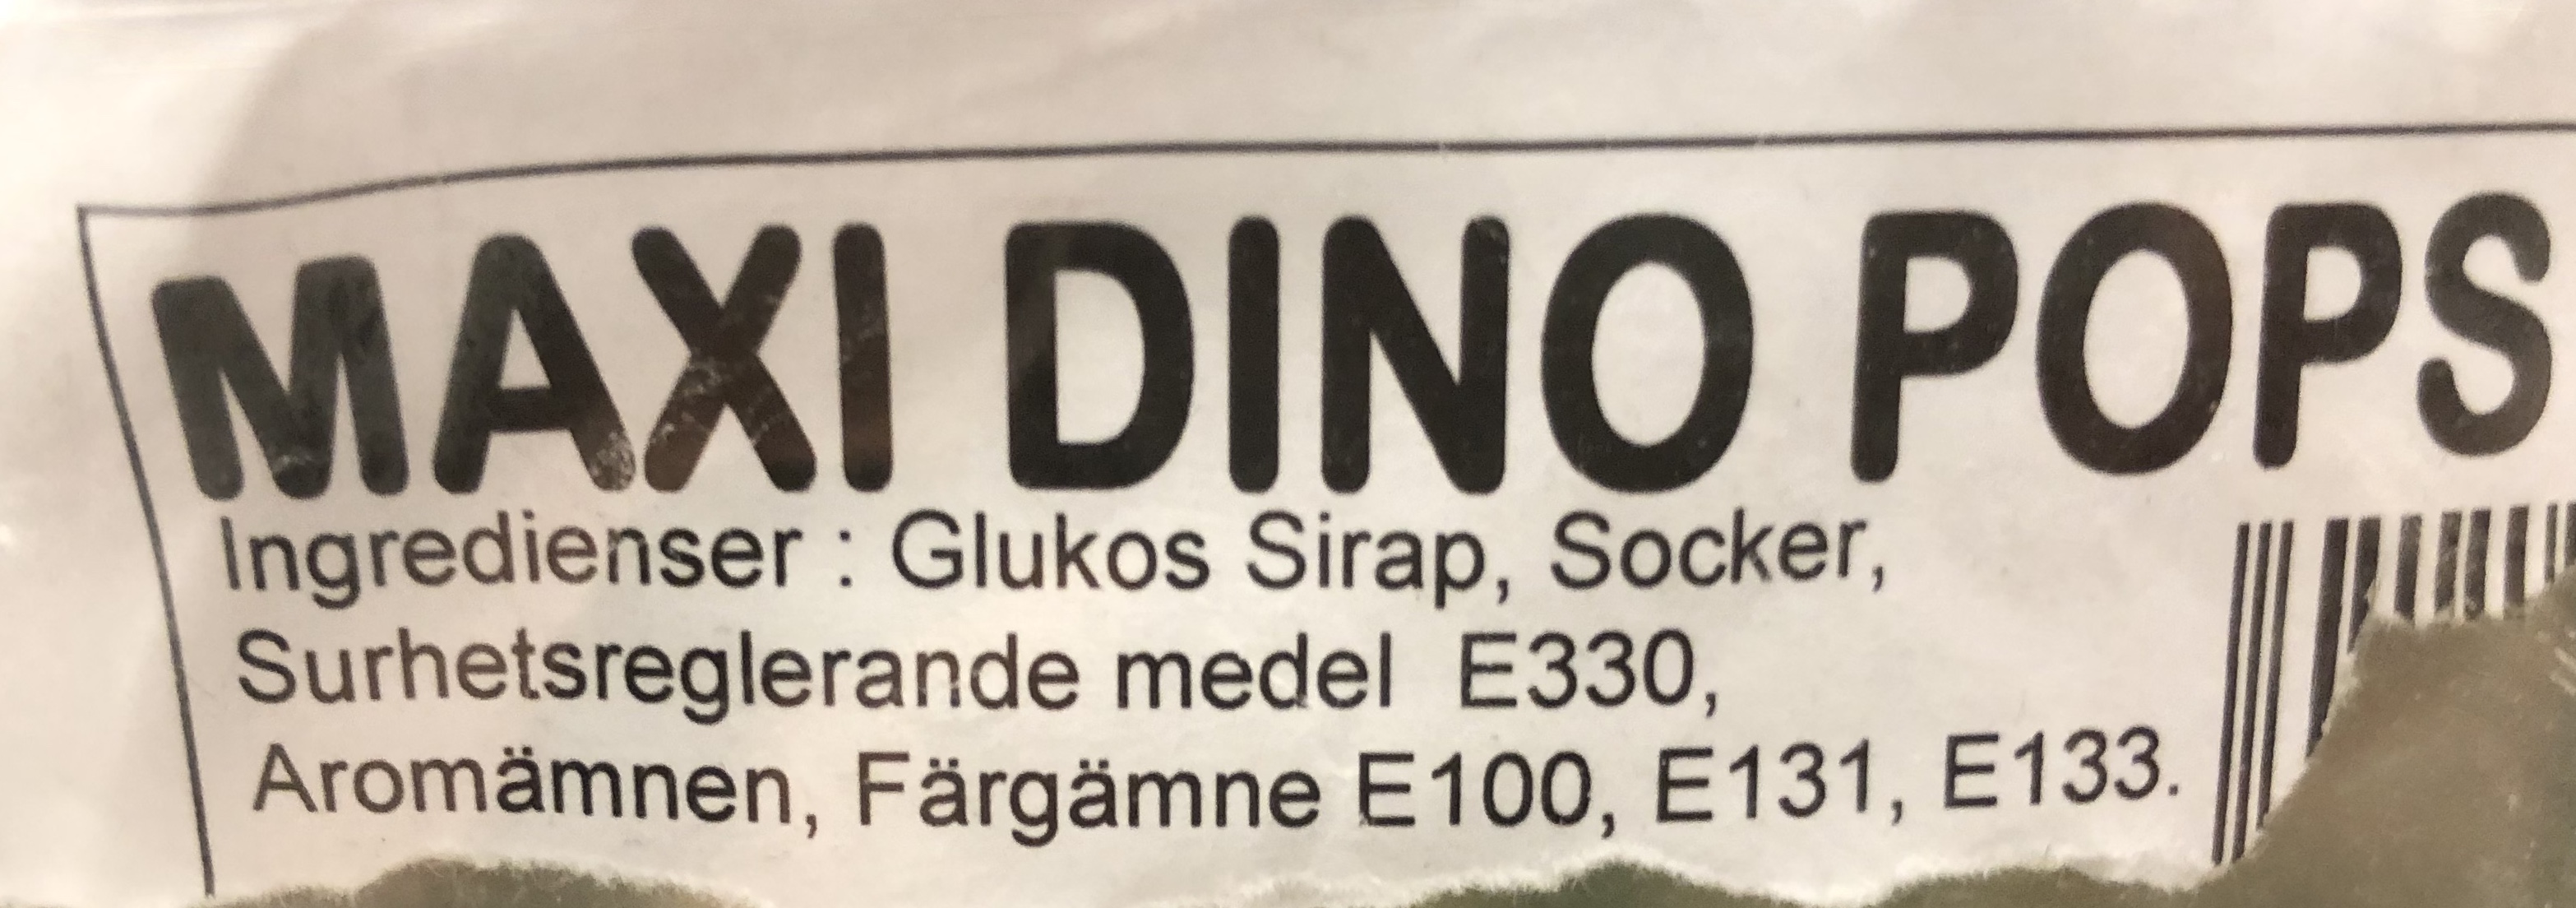 MAXI DINO POPS
Ingredienser : Glukos Sirap, Socker,
Surhetsreglerande medel E330,
Aromämnen, Färgämne E100, E131, E133.